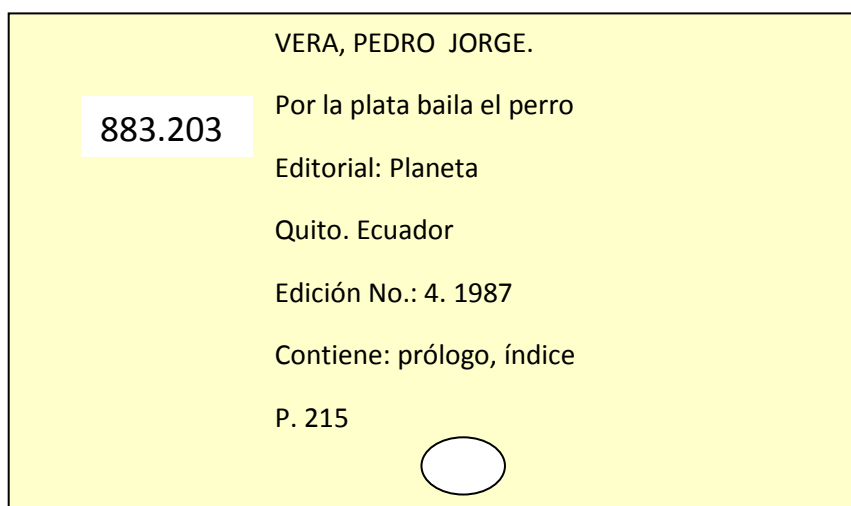 VERA, PEDRO JORGE.
883.203
Por la plata baila el perro
Editorial: Planeta
Quito. Ecuador
Edición No.: 4. 1987
Contiene: prólogo, índice
P. 215